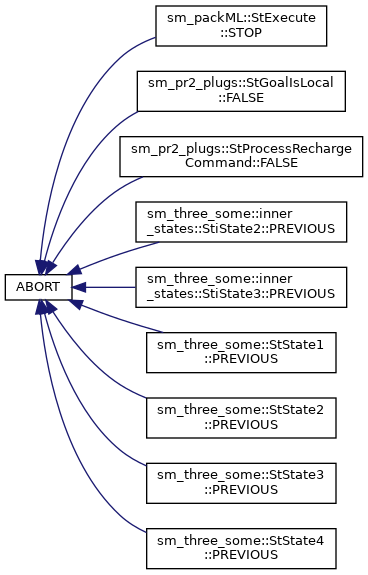 sm_packML::StExecute
::STOP
sm_pr2_plugs::StGoalIsLocal
::FALSE
sm_pr2_plugs::StProcessRecharge
Command::FALSE
sm_three_some::inner
_states::StiState2::PREVIOUS
ABORT
sm_three_some::inner
_states::StiState3::PREVIOUS
sm_three_some::StState1
::PREVIOUS
sm_three_some::StState2
::PREVIOUS
sm_three_some::StState3
::PREVIOUS
sm_three_some::StState4
::PREVIOUS